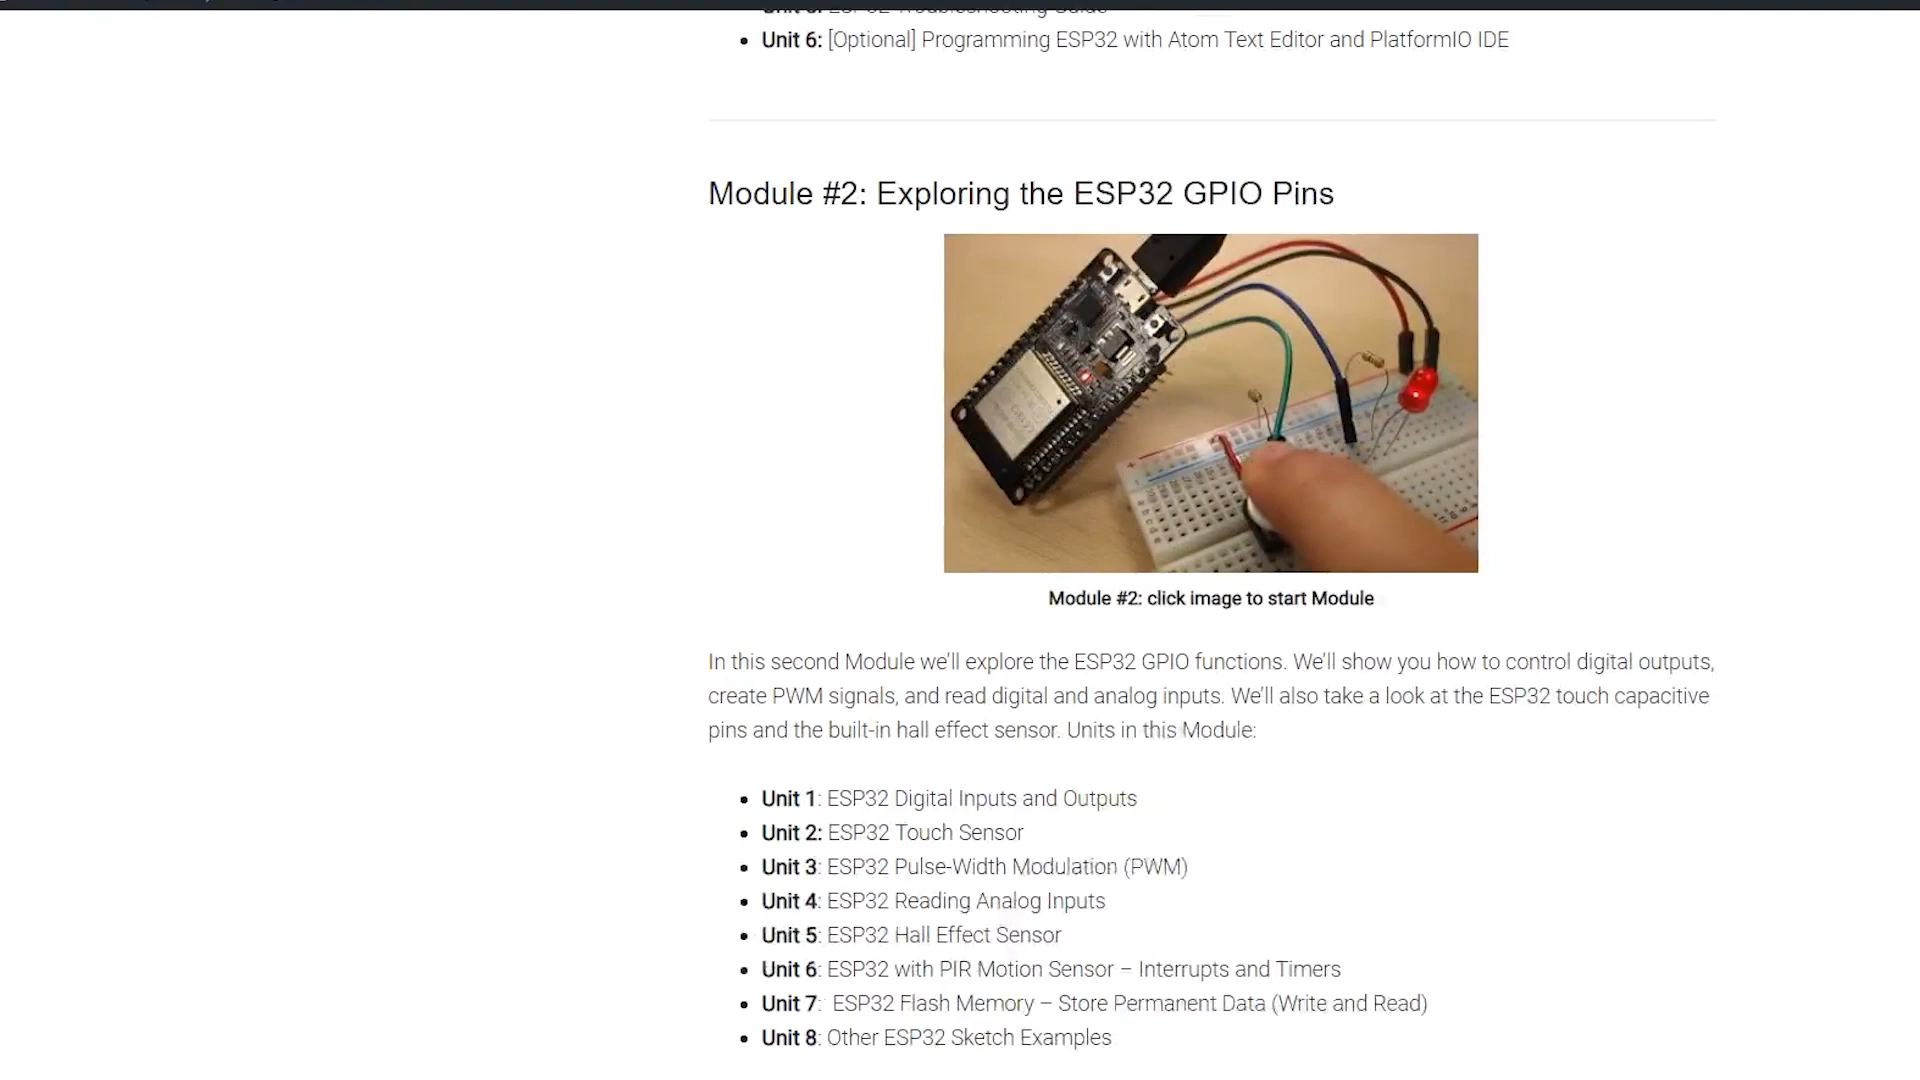 Unit 6: [Optional] Programming ESP32 with Atom Text Editor and PlatformIO IDE
Module #2: Exploring the ESP32 GPIO Pins
Module #2: click image to start Module
In this second Module we’ll explore the ESP32 GPIO functions. We’ll show you how to control digital outputs,
create PWM signals, and read digital and analog inputs. We’ll also take a look at the ESP32 touch capacitive
pins and the built-in hall effect sensor. Units in this Module:
Unit 1: ESP32 Digital Inputs and Outputs
Unit 2: ESP32 Touch Sensor
Unit 3: ESP32 Pulse-Width Modulation (PWM)
Unit 4: ESP32 Reading Analog Inputs
Unit 5: ESP32 Hall Effect Sensor
Unit 6: ESP32 with PIR Motion Sensor – Interrupts and Timers
Unit 7:  ESP32 Flash Memory – Store Permanent Data (Write and Read)
Unit 8: Other ESP32 Sketch Examples